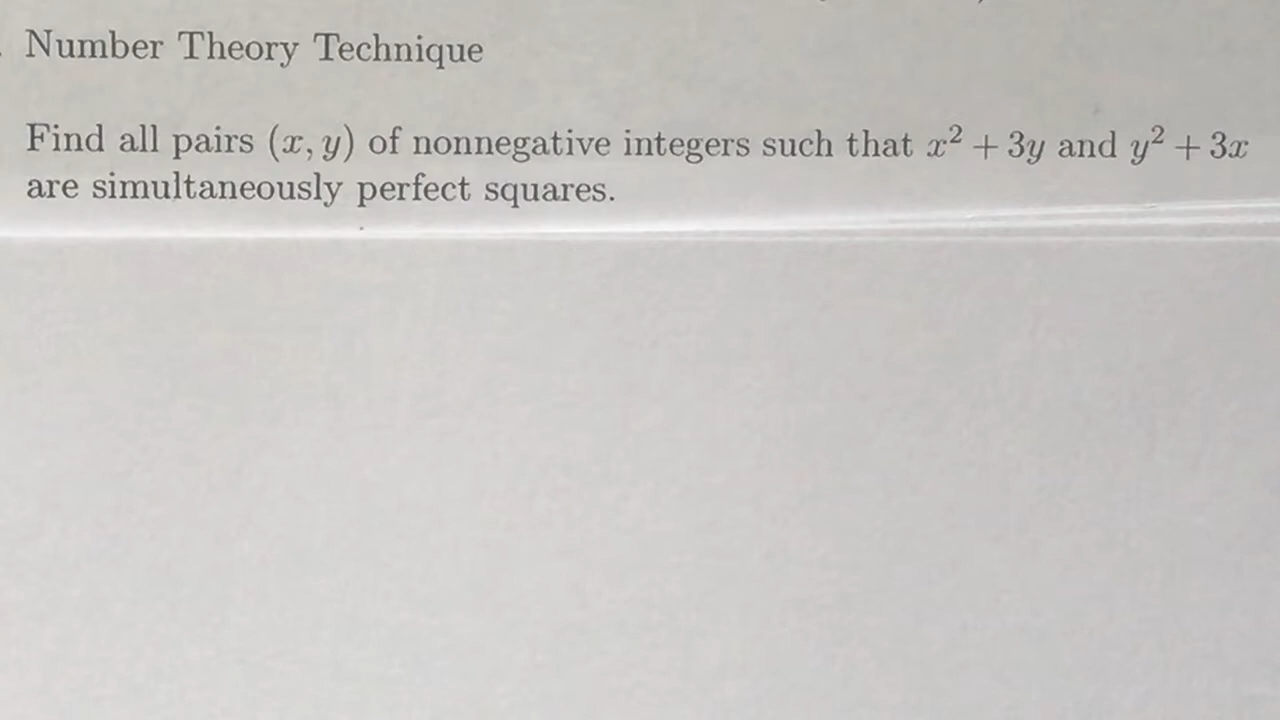 Number Theory Technique
Find all pairs (x, y) of nonnegative integers such that x² + 3y and y² + 3x
are simultaneously perfect squares.